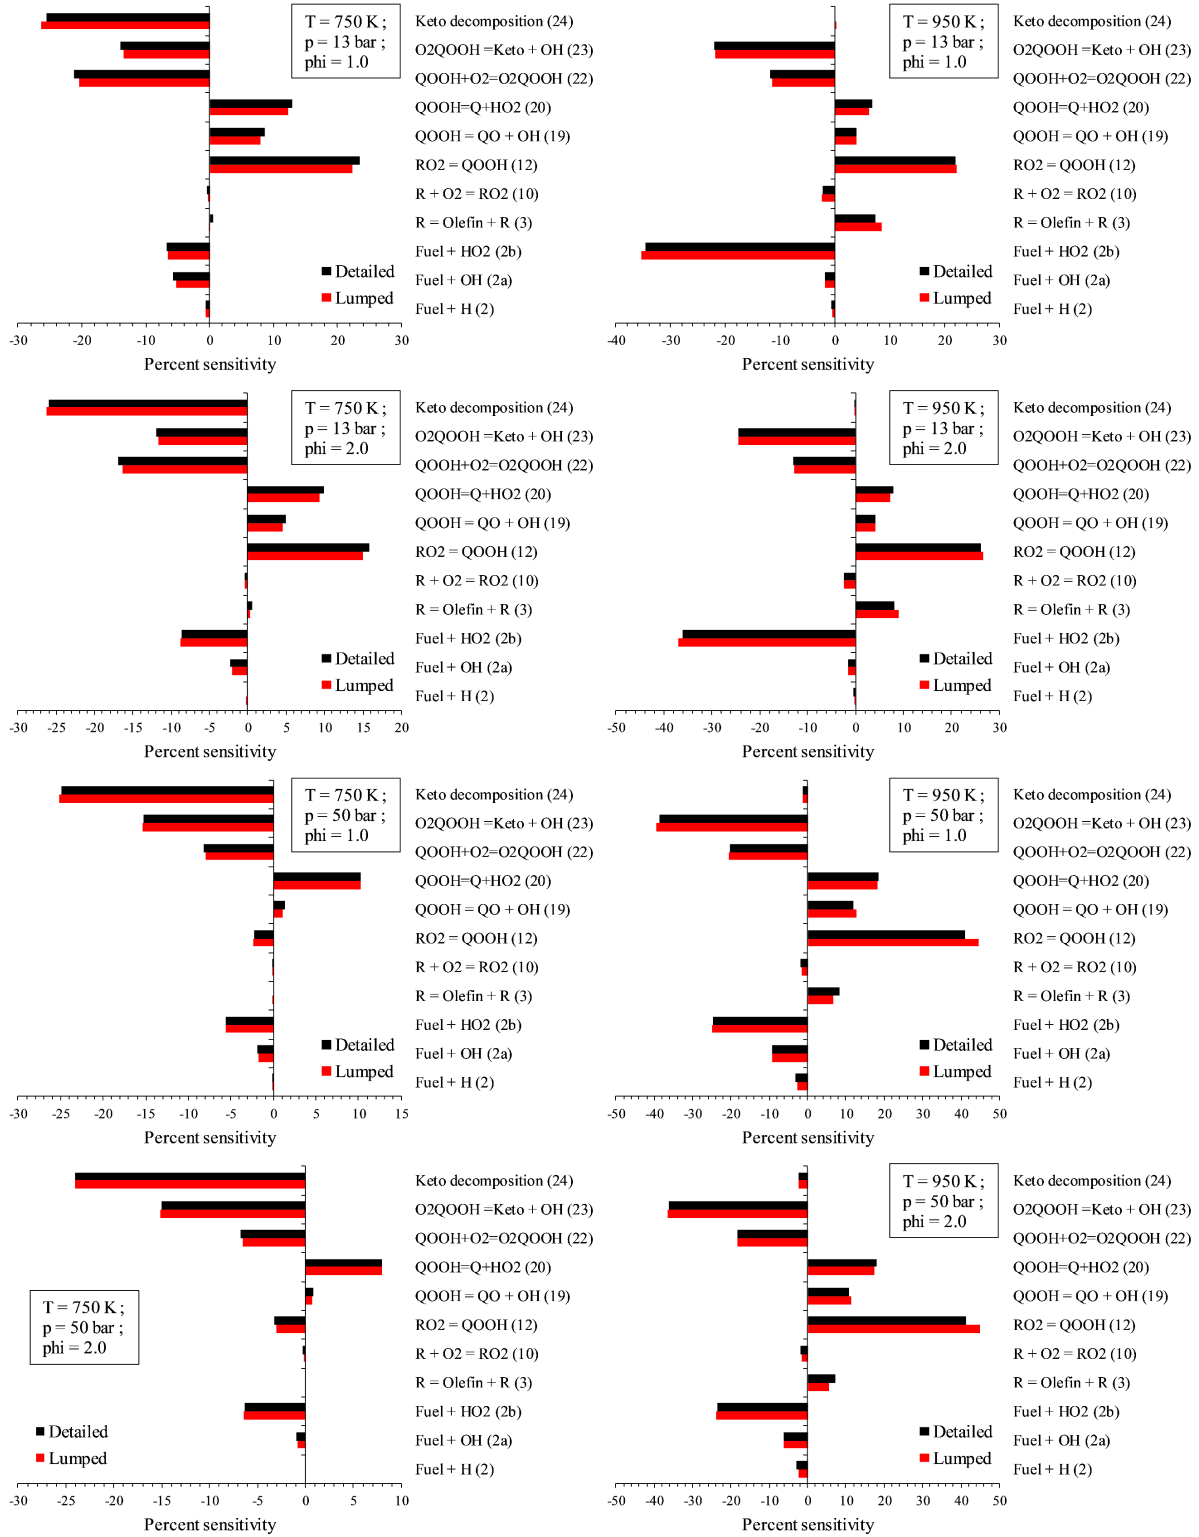 T = 750 K ;
p = 13 bar ;
phi = 1.0
Keto decomposition (24)
O2QOOH =Keto + OH (23)
QOOH+O2=O2QOOH (22)
QOOH=Q+HO2 (20)
QOOH = QO + OH (19)
RO2 = QOOH (12)
R + O2 = RO2 (10)
R = Olefin + R (3)
Fuel + HO2 (2b)
Fuel + OH (2a)
Fuel + H (2)
Detailed
Lumped
-30 -20 -10 0 10 20 30
Percent sensitivity
T = 950 K ;
p = 13 bar ;
phi = 1.0
Keto decomposition (24)
O2QOOH =Keto + OH (23)
QOOH+O2=O2QOOH (22)
QOOH=Q+HO2 (20)
QOOH = QO + OH (19)
RO2 = QOOH (12)
R + O2 = RO2 (10)
R = Olefin + R (3)
Fuel + HO2 (2b)
Fuel + OH (2a)
Fuel + H (2)
Detailed
Lumped
-40 -30 -20 -10 0 10 20 30
Percent sensitivity
T = 750 K ;
p = 13 bar ;
phi = 2.0
Keto decomposition (24)
O2QOOH =Keto + OH (23)
QOOH+O2=O2QOOH (22)
QOOH=Q+HO2 (20)
QOOH = QO + OH (19)
RO2 = QOOH (12)
R + O2 = RO2 (10)
R = Olefin + R (3)
Fuel + HO2 (2b)
Fuel + OH (2a)
Fuel + H (2)
Detailed
Lumped
-30 -25 -20 -15 -10 -5 0 5 10 15 20
Percent sensitivity
T = 950 K ;
p = 13 bar ;
phi = 2.0
Keto decomposition (24)
O2QOOH =Keto + OH (23)
QOOH+O2=O2QOOH (22)
QOOH=Q+HO2 (20)
QOOH = QO + OH (19)
RO2 = QOOH (12)
R + O2 = RO2 (10)
R = Olefin + R (3)
Fuel + HO2 (2b)
Fuel + OH (2a)
Fuel + H (2)
Detailed
Lumped
-50 -40 -30 -20 -10 0 10 20 30
Percent sensitivity
T = 750 K ;
p = 50 bar ;
phi = 1.0
Keto decomposition (24)
O2QOOH =Keto + OH (23)
QOOH+O2=O2QOOH (22)
QOOH=Q+HO2 (20)
QOOH = QO + OH (19)
RO2 = QOOH (12)
R + O2 = RO2 (10)
R = Olefin + R (3)
Fuel + HO2 (2b)
Fuel + OH (2a)
Fuel + H (2)
Detailed
Lumped
-30 -25 -20 -15 -10 -5 0 5 10 15
Percent sensitivity
T = 950 K ;
p = 50 bar ;
phi = 1.0
Keto decomposition (24)
O2QOOH =Keto + OH (23)
QOOH+O2=O2QOOH (22)
QOOH=Q+HO2 (20)
QOOH = QO + OH (19)
RO2 = QOOH (12)
R + O2 = RO2 (10)
R = Olefin + R (3)
Fuel + HO2 (2b)
Fuel + OH (2a)
Fuel + H (2)
Detailed
Lumped
-50 -40 -30 -20 -10 0 10 20 30 40 50
Percent sensitivity
T = 750 K ;
p = 50 bar ;
phi = 2.0
Keto decomposition (24)
O2QOOH =Keto + OH (23)
QOOH+O2=O2QOOH (22)
QOOH=Q+HO2 (20)
QOOH = QO + OH (19)
RO2 = QOOH (12)
R + O2 = RO2 (10)
R = Olefin + R (3)
Fuel + HO2 (2b)
Fuel + OH (2a)
Fuel + H (2)
Detailed
Lumped
-30 -25 -20 -15 -10 -5 0 5 10
Percent sensitivity
T = 950 K ;
p = 50 bar ;
phi = 2.0
Keto decomposition (24)
O2QOOH =Keto + OH (23)
QOOH+O2=O2QOOH (22)
QOOH=Q+HO2 (20)
QOOH = QO + OH (19)
RO2 = QOOH (12)
R + O2 = RO2 (10)
R = Olefin + R (3)
Fuel + HO2 (2b)
Fuel + OH (2a)
Fuel + H (2)
Detailed
Lumped
-50 -40 -30 -20 -10 0 10 20 30 40 50
Percent sensitivity